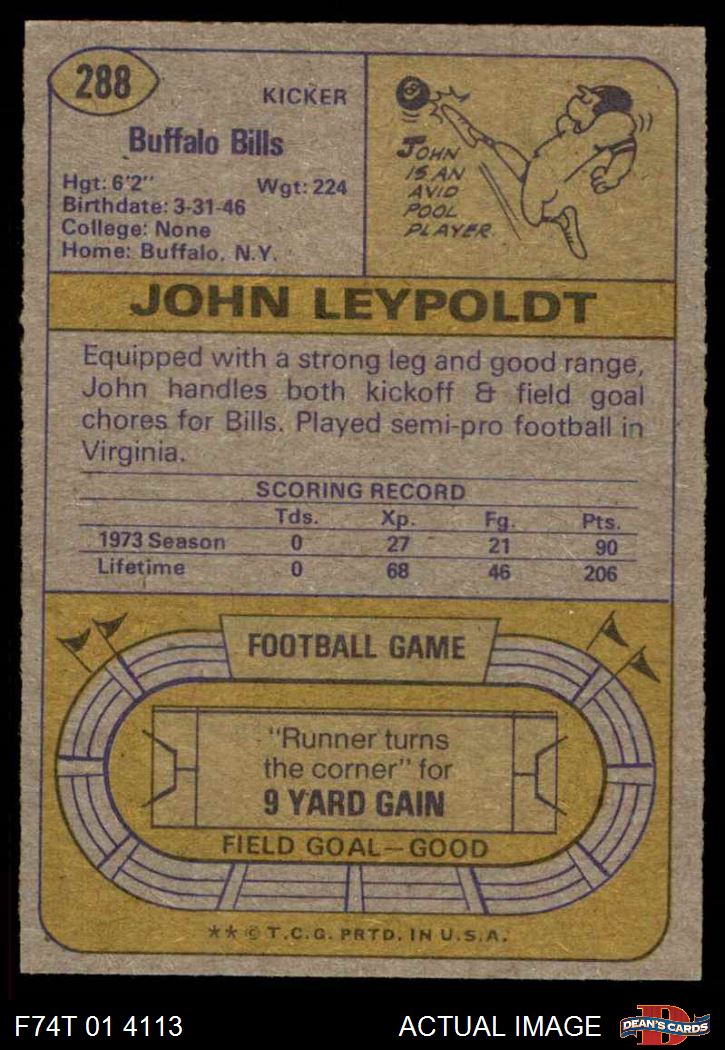 288
KICKER
Buffalo Bills
Hgt: 6'2" Wgt: 224
Birthdate: 3-31-46
College: None
Home: Buffalo, N.Y.
JOHN
IS AN
AVID
POOL
PLAYER.
8
JOHN LEYPOLDT
Equipped with a strong leg and good range,
John handles both kickoff & field goal
chores for Bills. Played semi-pro football in
Virginia.
SCORING RECORD
Tds. Xp. Fg. Pts.
1973 Season 0 27 21 90
Lifetime 0 68 46 206
FOOTBALL GAME
"Runner turns
the corner" for
9 YARD GAIN
FIELD GOAL—GOOD
** © T.C.G. PRTD. IN U.S.A.
F74T 01 4113 ACTUAL IMAGE
D
DEAN'S CARDS